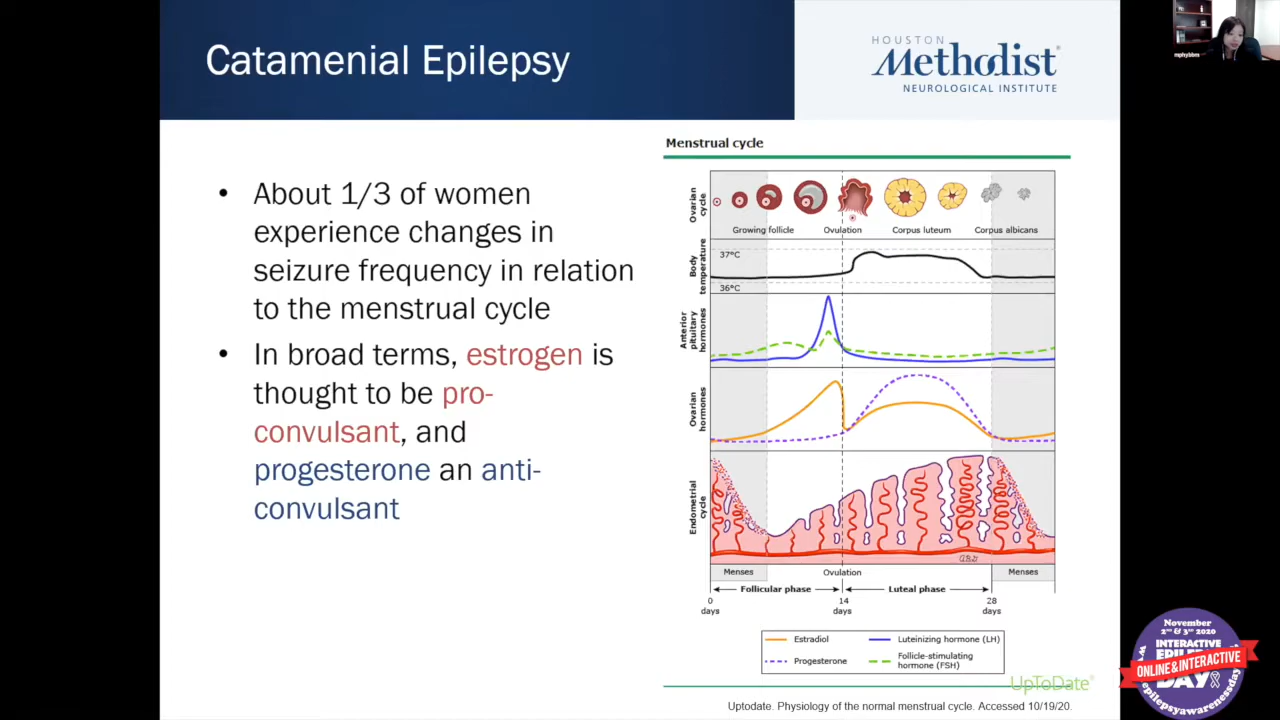 Catamenial Epilepsy
HOUSTON
Methodist
NEUROLOGICAL INSTITUTE
mphybbm
• About 1/3 of women
experience changes in
seizure frequency in relation
to the menstrual cycle
• In broad terms, estrogen is
thought to be pro-
convulsant, and
progesterone an anti-
convulsant
Menstrual cycle
Ovarian
cycle
Growing follicle
Ovulation
Corpus luteum
Corpus albicans
Body
temperature
37°C
36°C
Anterior
pituitary
hormones
Ovarian
hormones
Endometrial
cycle
Menses
Ovulation
Menses
Follicular phase
Luteal phase
0
days
14
days
28
days
Estradiol
Luteinizing hormone (LH)
Progesterone
Follicle-stimulating
hormone (FSH)
UpToDate®
Uptodate. Physiology of the normal menstrual cycle. Accessed 10/19/20.
November
2ND & 3RD 2020
INTERACTIVE
ONLINE & INTERACTIVE
DAY
epilepsyawarenessday